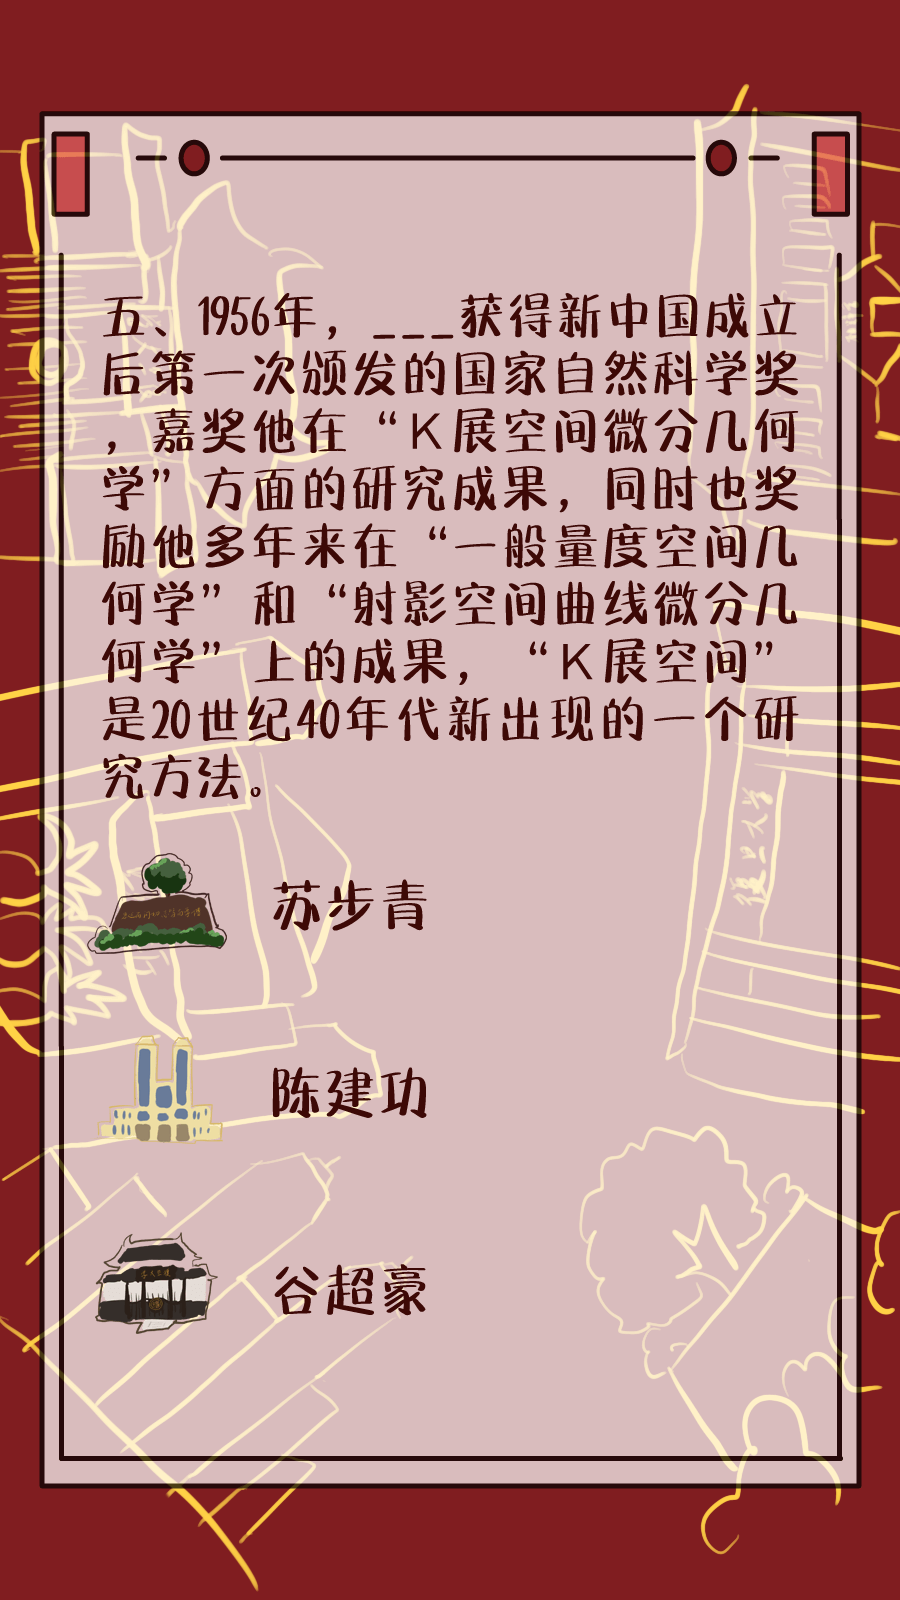 五、1956年，___获得新中国成立
后第一次颁发的国家自然科学奖
，嘉奖他在“K展空间微分几何
学”方面的研究成果，同时也奖
励他多年来在“一般量度空间几
何学”和“射影空间曲线微分几
何学”上的成果，“K展空间”
是20世纪40年代新出现的一个研
究方法。
苏步青
陈建功
谷超豪
復旦大学